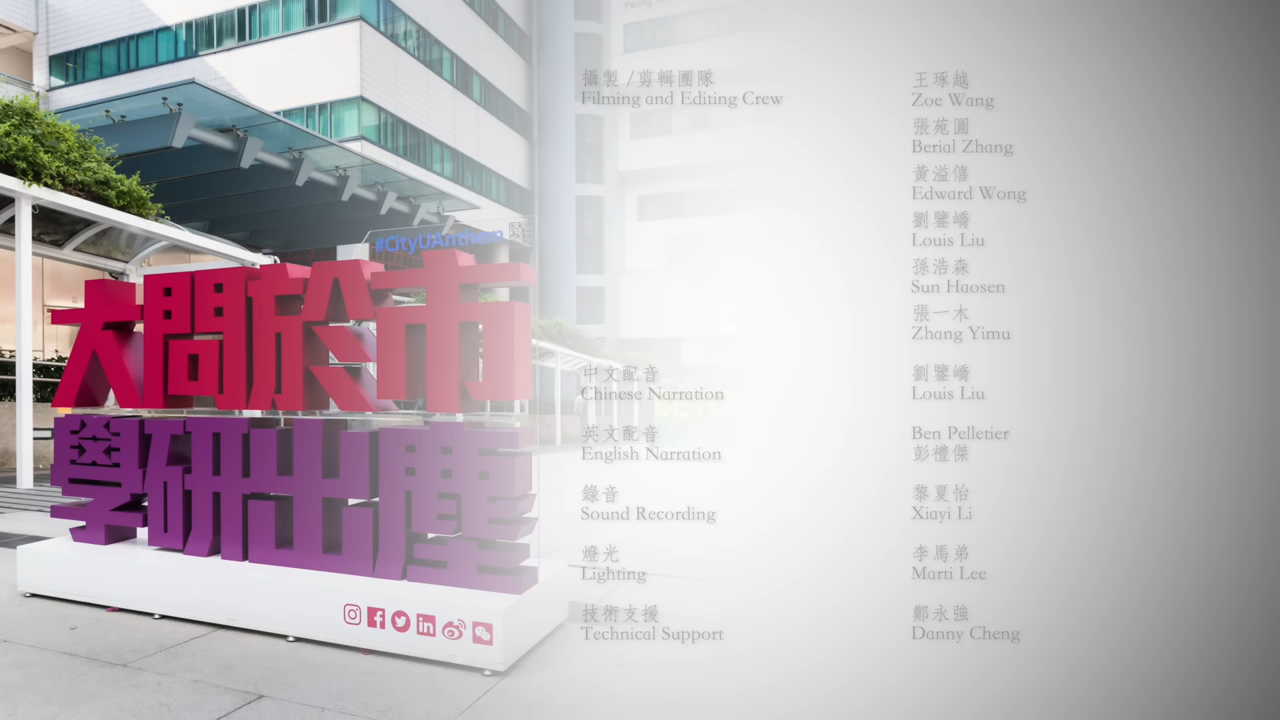 #CityUAnthem
大問於市
學研出塵
攝製 /剪輯團隊
Filming and Editing Crew
王琢越
Zoe Wang
張苑圓
Berial Zhang
黃溢僖
Edward Wong
劉鑒嶠
Louis Liu
孫浩森
Sun Haosen
張一木
Zhang Yimu
中文配音
Chinese Narration
劉鑒嶠
Louis Liu
英文配音
English Narration
Ben Pelletier
彭禮傑
錄音
Sound Recording
黎夏怡
Xiayi Li
燈光
Lighting
李馬弟
Marti Lee
技術支援
Technical Support
鄭永強
Danny Cheng